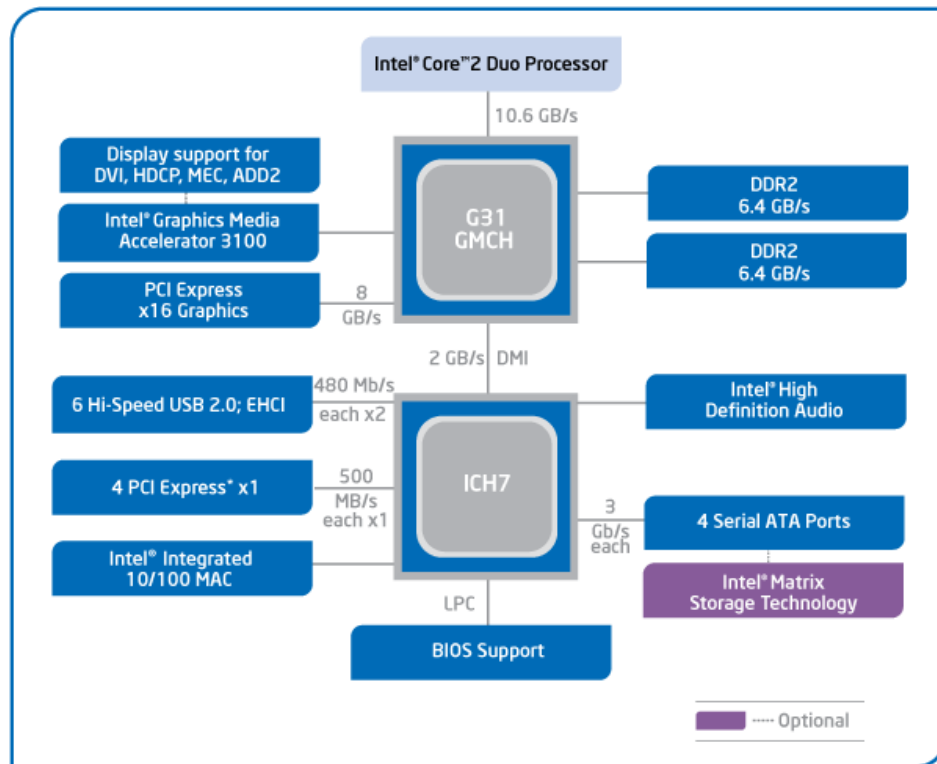 Intel® Core™2 Duo Processor
10.6 GB/s
Display support for
DVI, HDCP, MEC, ADD2
Intel® Graphics Media
Accelerator 3100
PCI Express
x16 Graphics
8
GB/s
G31
GMCH
DDR2
6.4 GB/s
DDR2
6.4 GB/s
2 GB/s DMI
6 Hi-Speed USB 2.0; EHCI
480 Mb/s
each x2
4 PCI Express* x1
500
MB/s
each x1
Intel® Integrated
10/100 MAC
ICH7
Intel® High
Definition Audio
3
Gb/s
each
4 Serial ATA Ports
Intel® Matrix
Storage Technology
LPC
BIOS Support
Optional